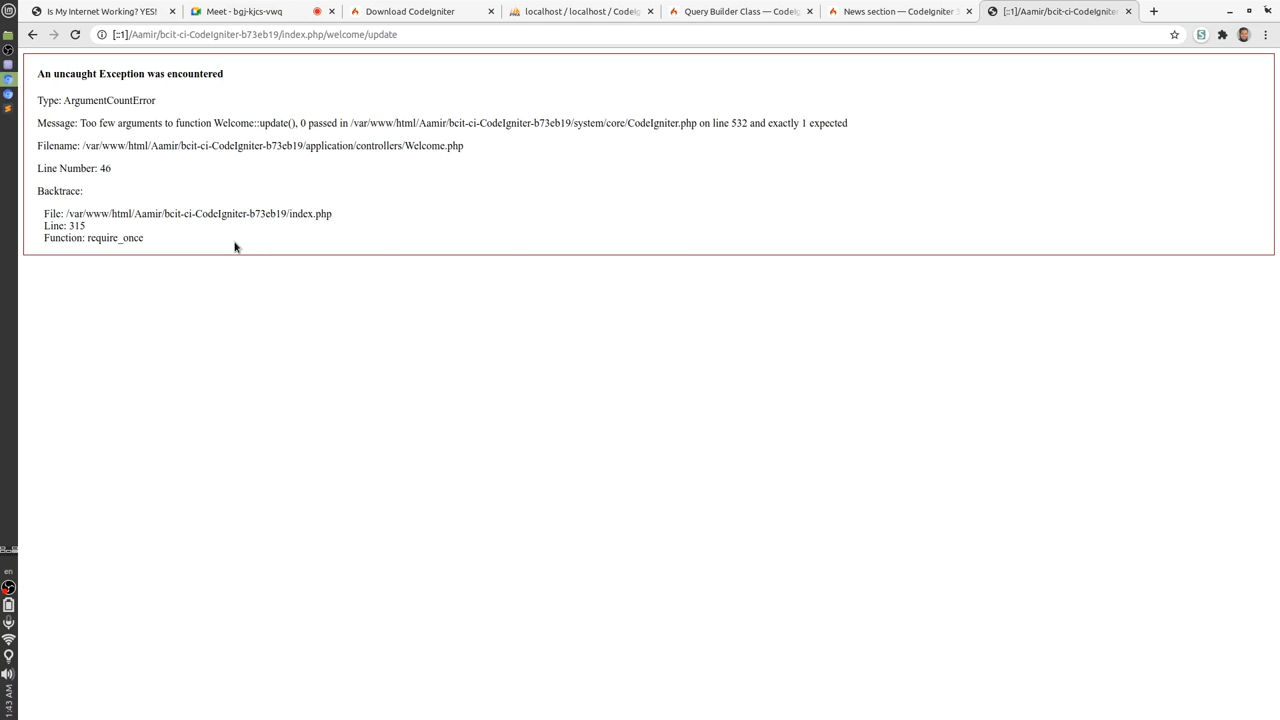 Is My Internet Working? YES!
Meet - bgj-kjcs-vwq
Download CodeIgniter
localhost / localhost / CodeIg
Query Builder Class — CodeIg
News section — CodeIgniter 3
[::1]/Aamir/bcit-ci-CodeIgnite
[::1]/Aamir/bcit-ci-CodeIgniter-b73eb19/index.php/welcome/update
S
An uncaught Exception was encountered
Type: ArgumentCountError
Message: Too few arguments to function Welcome::update(), 0 passed in /var/www/html/Aamir/bcit-ci-CodeIgniter-b73eb19/system/core/CodeIgniter.php on line 532 and exactly 1 expected
Filename: /var/www/html/Aamir/bcit-ci-CodeIgniter-b73eb19/application/controllers/Welcome.php
Line Number: 46
Backtrace:
File: /var/www/html/Aamir/bcit-ci-CodeIgniter-b73eb19/index.php
Line: 315
Function: require_once
en
1:43 AM